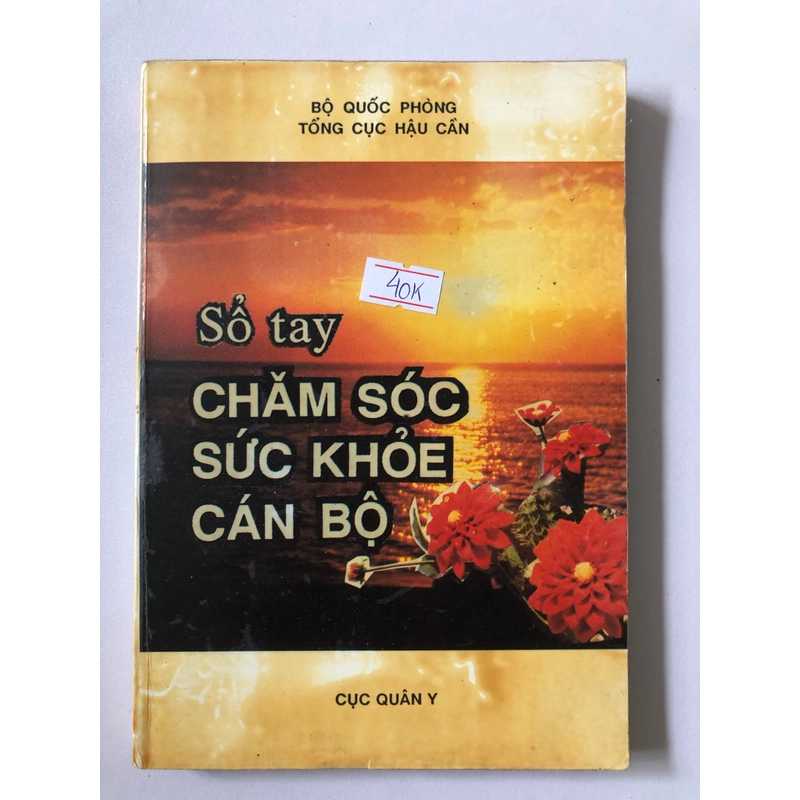 BỘ QUỐC PHÒNG
TỔNG CỤC HẬU CẦN
40K
Sổ tay
CHĂM SÓC
SỨC KHỎE
CÁN BỘ
CỤC QUÂN Y